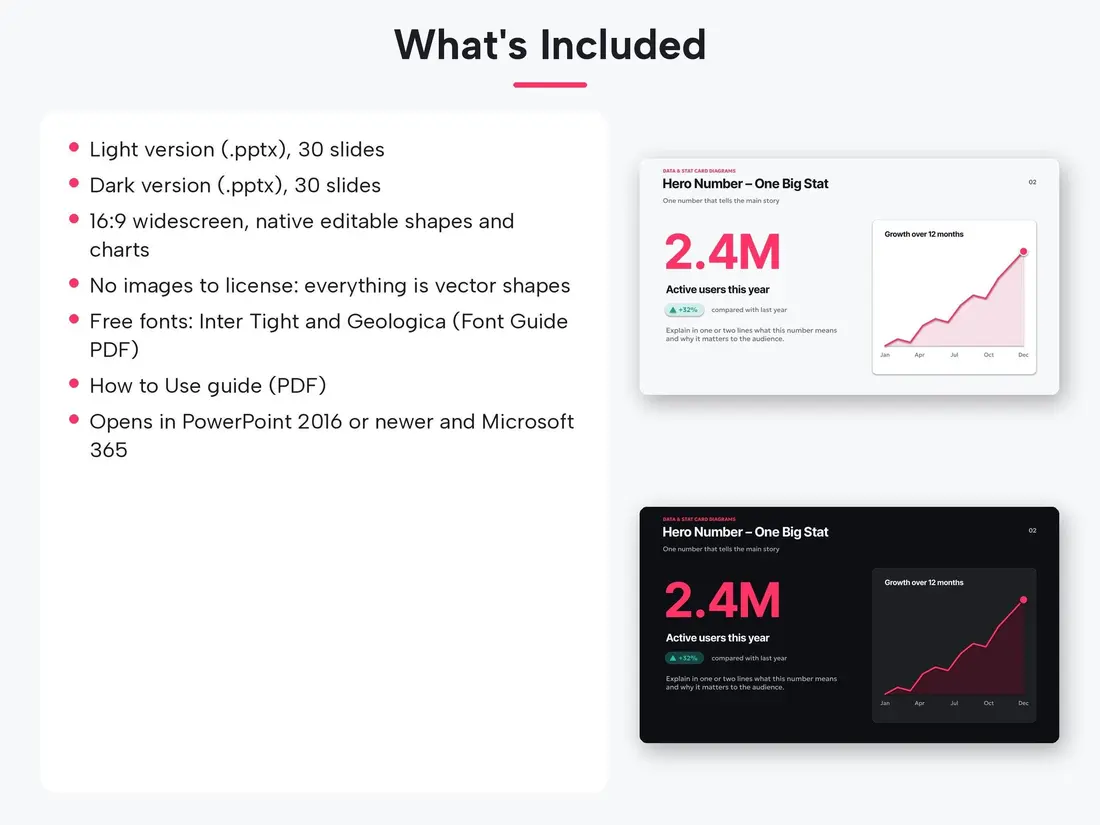 What's Included
Light version (.pptx), 30 slides
Dark version (.pptx), 30 slides
16:9 widescreen, native editable shapes and
charts
No images to license: everything is vector shapes
Free fonts: Inter Tight and Geologica (Font Guide
PDF)
How to Use guide (PDF)
Opens in PowerPoint 2016 or newer and Microsoft
365
DATA & STAT CARD DIAGRAMS
Hero Number – One Big Stat
02
One number that tells the main story
2.4M
Active users this year
▲ +32% compared with last year
Explain in one or two lines what this number means
and why it matters to the audience.
Growth over 12 months
Jan Apr Jul Oct Dec
DATA & STAT CARD DIAGRAMS
Hero Number – One Big Stat
02
One number that tells the main story
2.4M
Active users this year
▲ +32% compared with last year
Explain in one or two lines what this number means
and why it matters to the audience.
Growth over 12 months
Jan Apr Jul Oct Dec